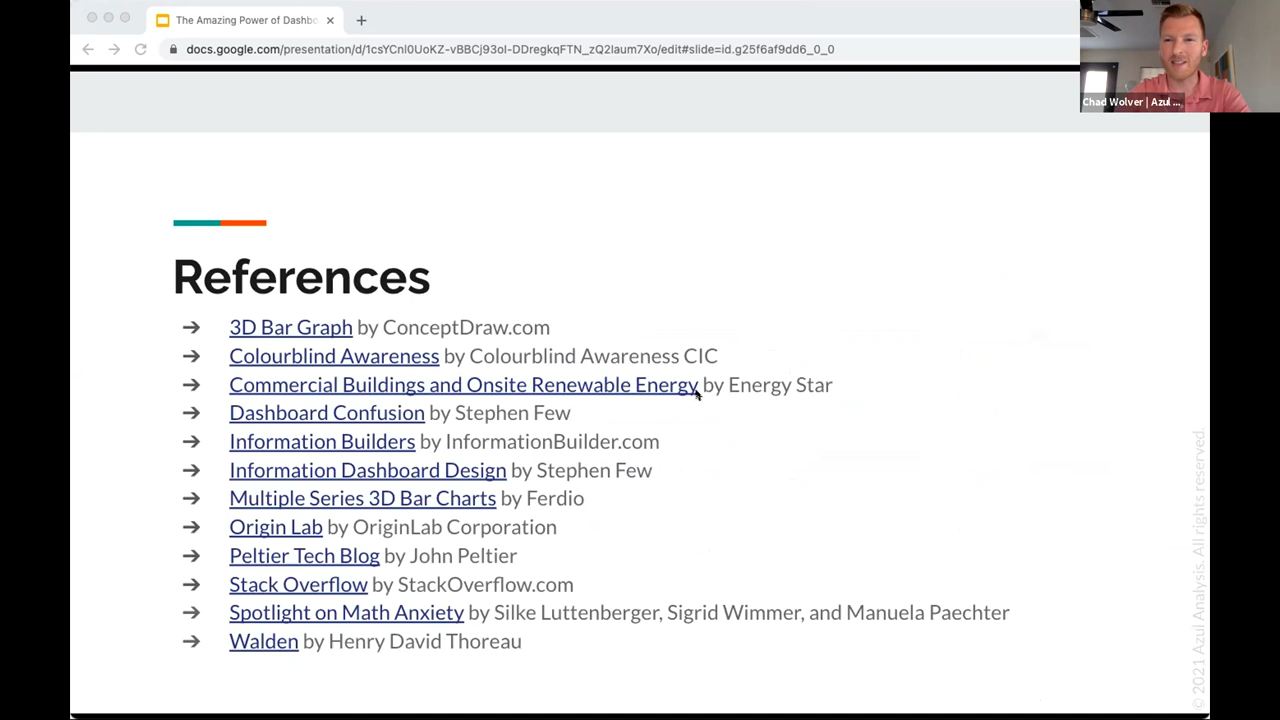 The Amazing Power of Dashbo
docs.google.com/presentation/d/1csYCnl0UoKZ-vBBCj93ol-DDregkqFTN_zQ2laum7Xo/edit#slide=id.g25f6af9dd6_0_0
Chad Wolver | Azul ...
References
➔ 3D Bar Graph by ConceptDraw.com
➔ Colourblind Awareness by Colourblind Awareness CIC
➔ Commercial Buildings and Onsite Renewable Energy by Energy Star
➔ Dashboard Confusion by Stephen Few
➔ Information Builders by InformationBuilder.com
➔ Information Dashboard Design by Stephen Few
➔ Multiple Series 3D Bar Charts by Ferdio
➔ Origin Lab by OriginLab Corporation
➔ Peltier Tech Blog by John Peltier
➔ Stack Overflow by StackOverflow.com
➔ Spotlight on Math Anxiety by Silke Luttenberger, Sigrid Wimmer, and Manuela Paechter
➔ Walden by Henry David Thoreau
© 2021 Azul Analysis. All rights reserved.